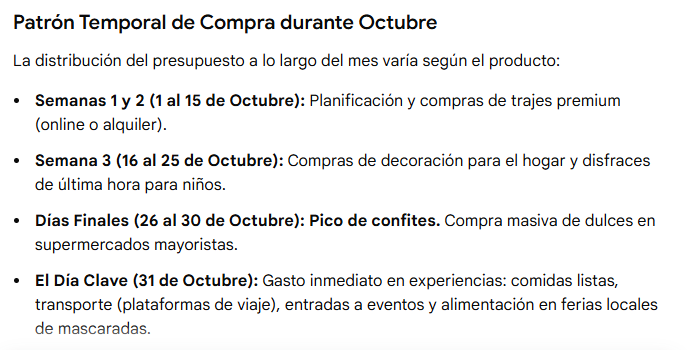 Patrón Temporal de Compra durante Octubre
La distribución del presupuesto a lo largo del mes varía según el producto:
• Semanas 1 y 2 (1 al 15 de Octubre): Planificación y compras de trajes premium
(online o alquiler).
• Semana 3 (16 al 25 de Octubre): Compras de decoración para el hogar y disfraces
de última hora para niños.
• Días Finales (26 al 30 de Octubre): Pico de confites. Compra masiva de dulces en
supermercados mayoristas.
• El Día Clave (31 de Octubre): Gasto inmediato en experiencias: comidas listas,
transporte (plataformas de viaje), entradas a eventos y alimentación en ferias locales
de mascaradas.